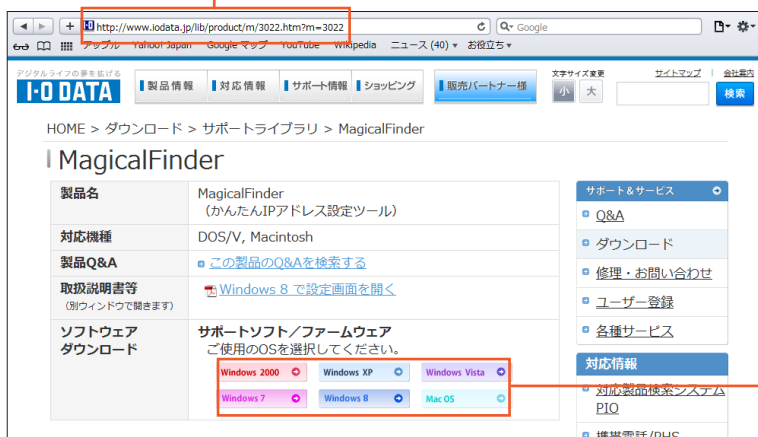 http://www.iodata.jp/lib/product/m/3022.htm?m=3022
Google
アップル Yahoo! Japan Google マップ YouTube Wikipedia ニュース (40) お役立ち
デジタルライフの夢を拡げる
I-O DATA
製品情報 対応情報 サポート情報 ショッピング 販売パートナー様
文字サイズ変更 サイトマップ | 会社案内
小 大 検索
HOME > ダウンロード > サポートライブラリ > MagicalFinder
MagicalFinder
製品名 MagicalFinder
(かんたんIPアドレス設定ツール)
対応機種 DOS/V, Macintosh
製品Q&A この製品のQ&Aを検索する
取扱説明書等 Windows 8 で設定画面を開く
(別ウィンドウで開きます)
ソフトウェア
ダウンロード
サポートソフト/ファームウェア
ご使用のOSを選択してください。
Windows 2000 Windows XP Windows Vista
Windows 7 Windows 8 Mac OS
サポート&サービス
Q&A
ダウンロード
修理・お問い合わせ
ユーザー登録
各種サービス
対応情報
対応製品検索システム
PIO
携帯電話/PHS